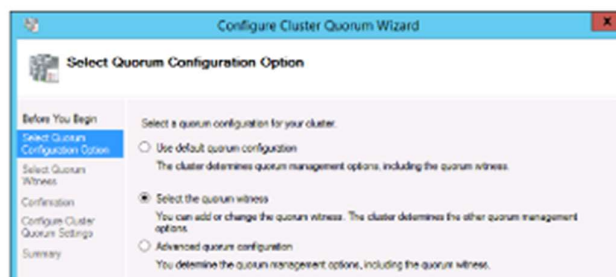 Configure Cluster Quorum Wizard
x
Select Quorum Configuration Option
Before You Begin
Select Quorum
Configuration Option
Select Quorum
Witness
Confirmation
Configure Cluster
Quorum Settings
Summary
Select a quorum configuration for your cluster.
Use default quorum configuration
The cluster determines quorum management options, including the quorum witness.
Select the quorum witness
You can add or change the quorum witness. The cluster determines the other quorum management
options.
Advanced quorum configuration
You determine the quorum management options, including the quorum witness.